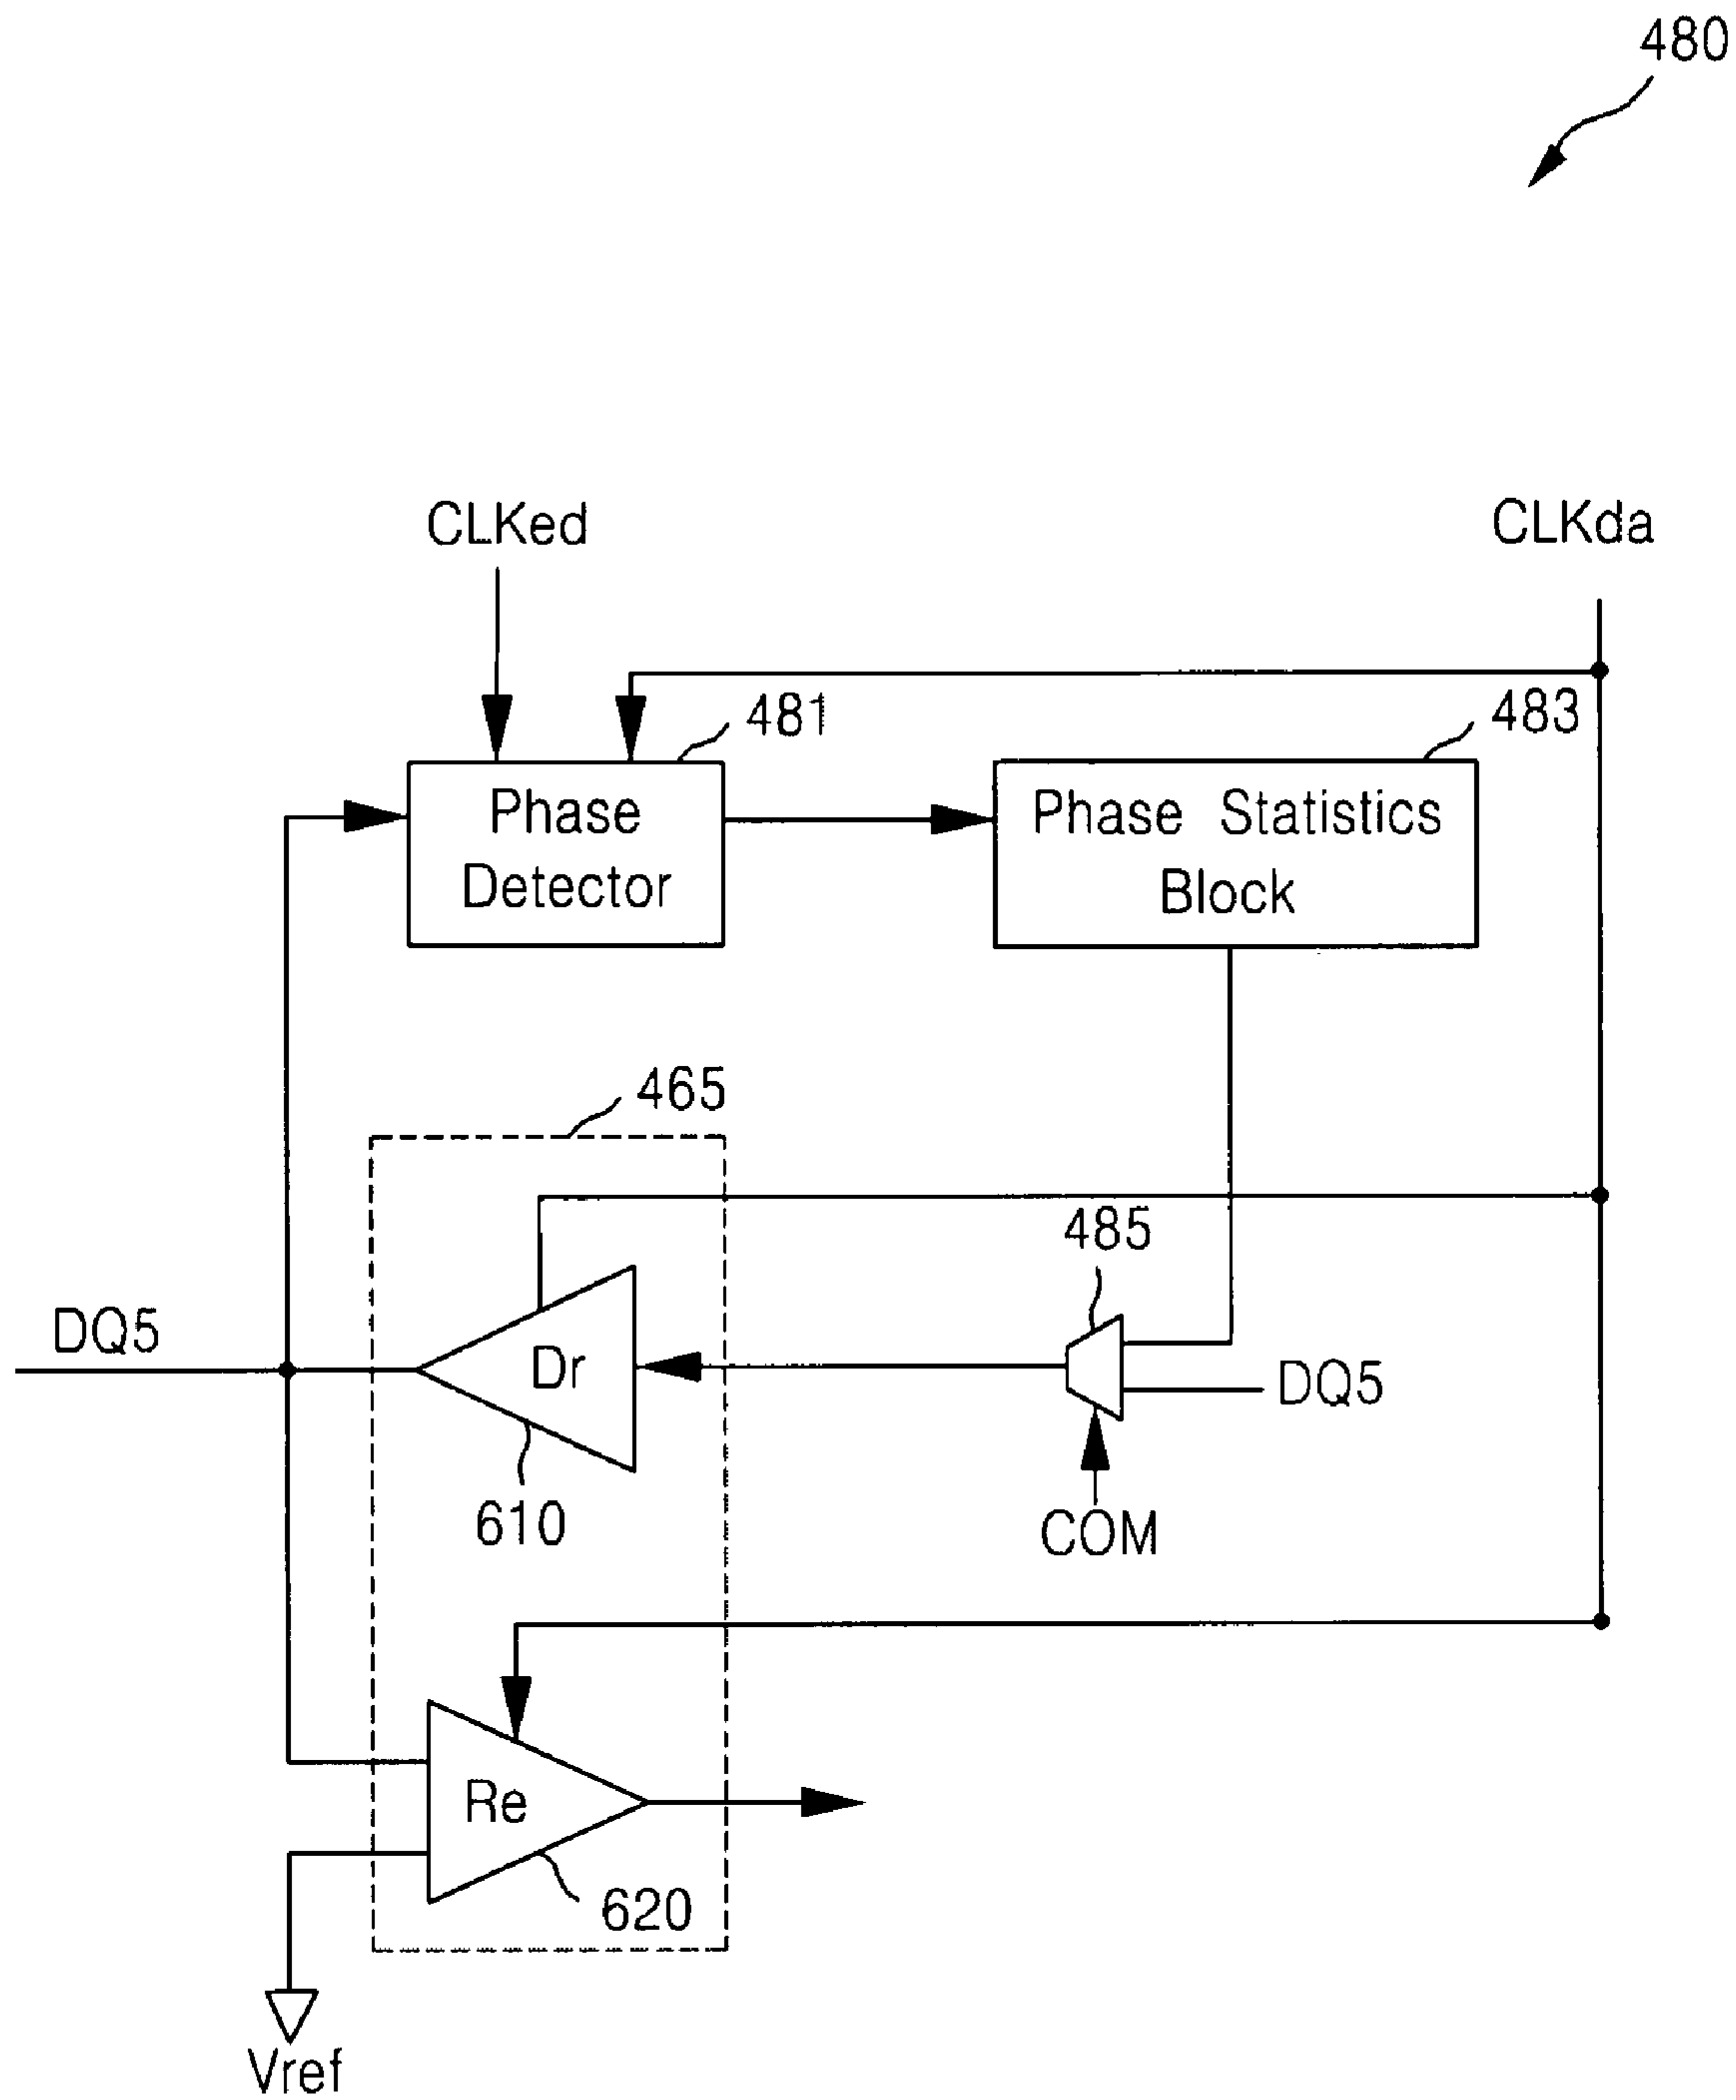 480
CLKed
CLKda
481
483
Phase
Detector
Phase Statistics
Block
465
485
DQ5
Dr
DQ5
610
COM
Re
620
Vref